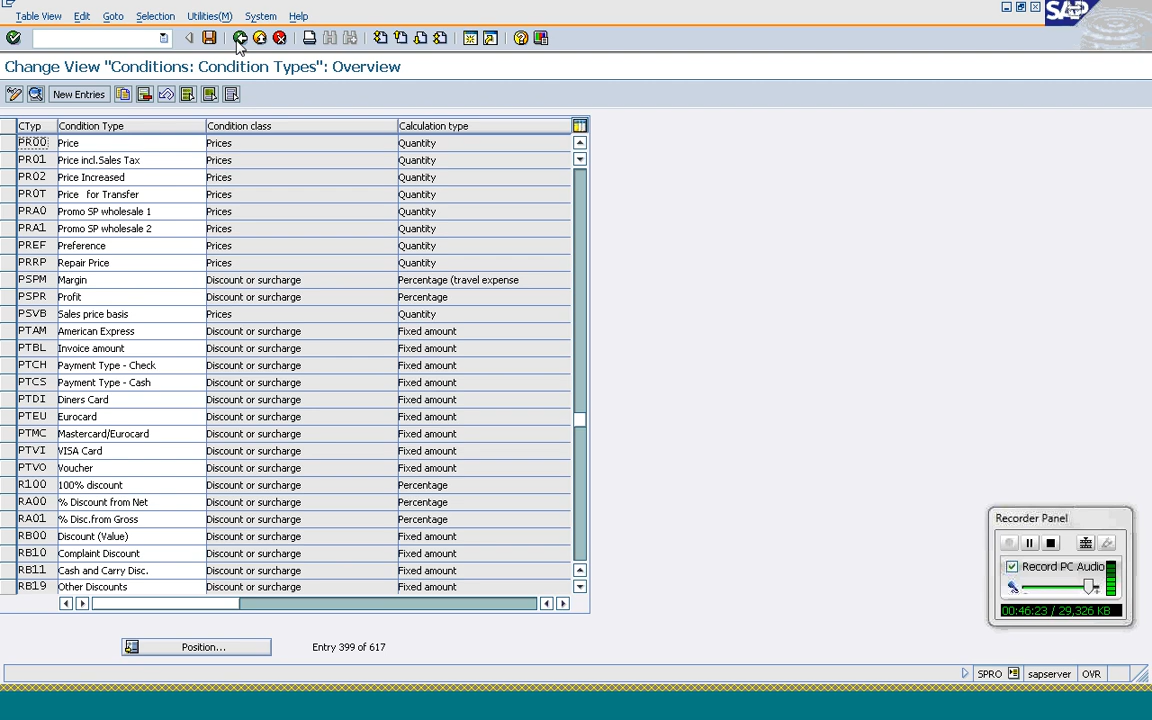 Table View Edit Goto Selection Utilities(M) System Help
SAP
Change View "Conditions: Condition Types": Overview
New Entries
CTyp Condition Type Condition class Calculation type
PR00 Price Prices Quantity
PR01 Price incl.Sales Tax Prices Quantity
PR02 Price Increased Prices Quantity
PR0T Price for Transfer Prices Quantity
PRA0 Promo SP wholesale 1 Prices Quantity
PRA1 Promo SP wholesale 2 Prices Quantity
PREF Preference Prices Quantity
PRRP Repair Price Prices Quantity
PSPM Margin Discount or surcharge Percentage (travel expense
PSPR Profit Discount or surcharge Percentage
PSVB Sales price basis Prices Quantity
PTAM American Express Discount or surcharge Fixed amount
PTBL Invoice amount Discount or surcharge Fixed amount
PTCH Payment Type - Check Discount or surcharge Fixed amount
PTCS Payment Type - Cash Discount or surcharge Fixed amount
PTDI Diners Card Discount or surcharge Fixed amount
PTEU Eurocard Discount or surcharge Fixed amount
PTMC Mastercard/Eurocard Discount or surcharge Fixed amount
PTVI VISA Card Discount or surcharge Fixed amount
PTVO Voucher Discount or surcharge Fixed amount
R100 100% discount Discount or surcharge Percentage
RA00 % Discount from Net Discount or surcharge Percentage
RA01 % Disc.from Gross Discount or surcharge Percentage
RB00 Discount (Value) Discount or surcharge Fixed amount
RB10 Complaint Discount Discount or surcharge Fixed amount
RB11 Cash and Carry Disc. Discount or surcharge Fixed amount
RB19 Other Discounts Discount or surcharge Fixed amount
Position... Entry 399 of 617
Recorder Panel
Record PC Audio
00:46:23 / 29,326 KB
SPRO sapserver OVR